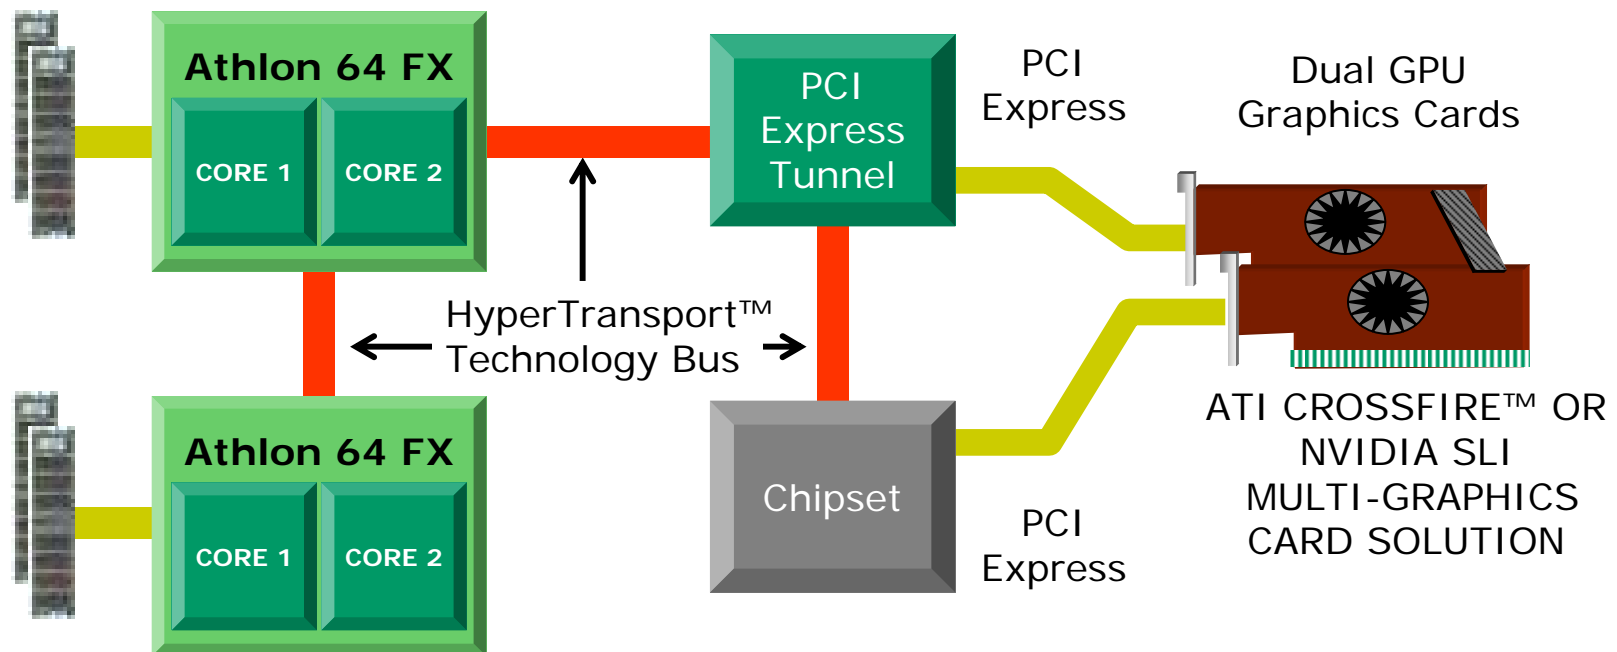 Athlon 64 FX
CORE 1
CORE 2
PCI
Express
Tunnel
PCI
Express
Dual GPU
Graphics Cards
HyperTransport™
Technology Bus
Athlon 64 FX
CORE 1
CORE 2
Chipset
PCI
Express
ATI CROSSFIRE™ OR
NVIDIA SLI
MULTI-GRAPHICS
CARD SOLUTION